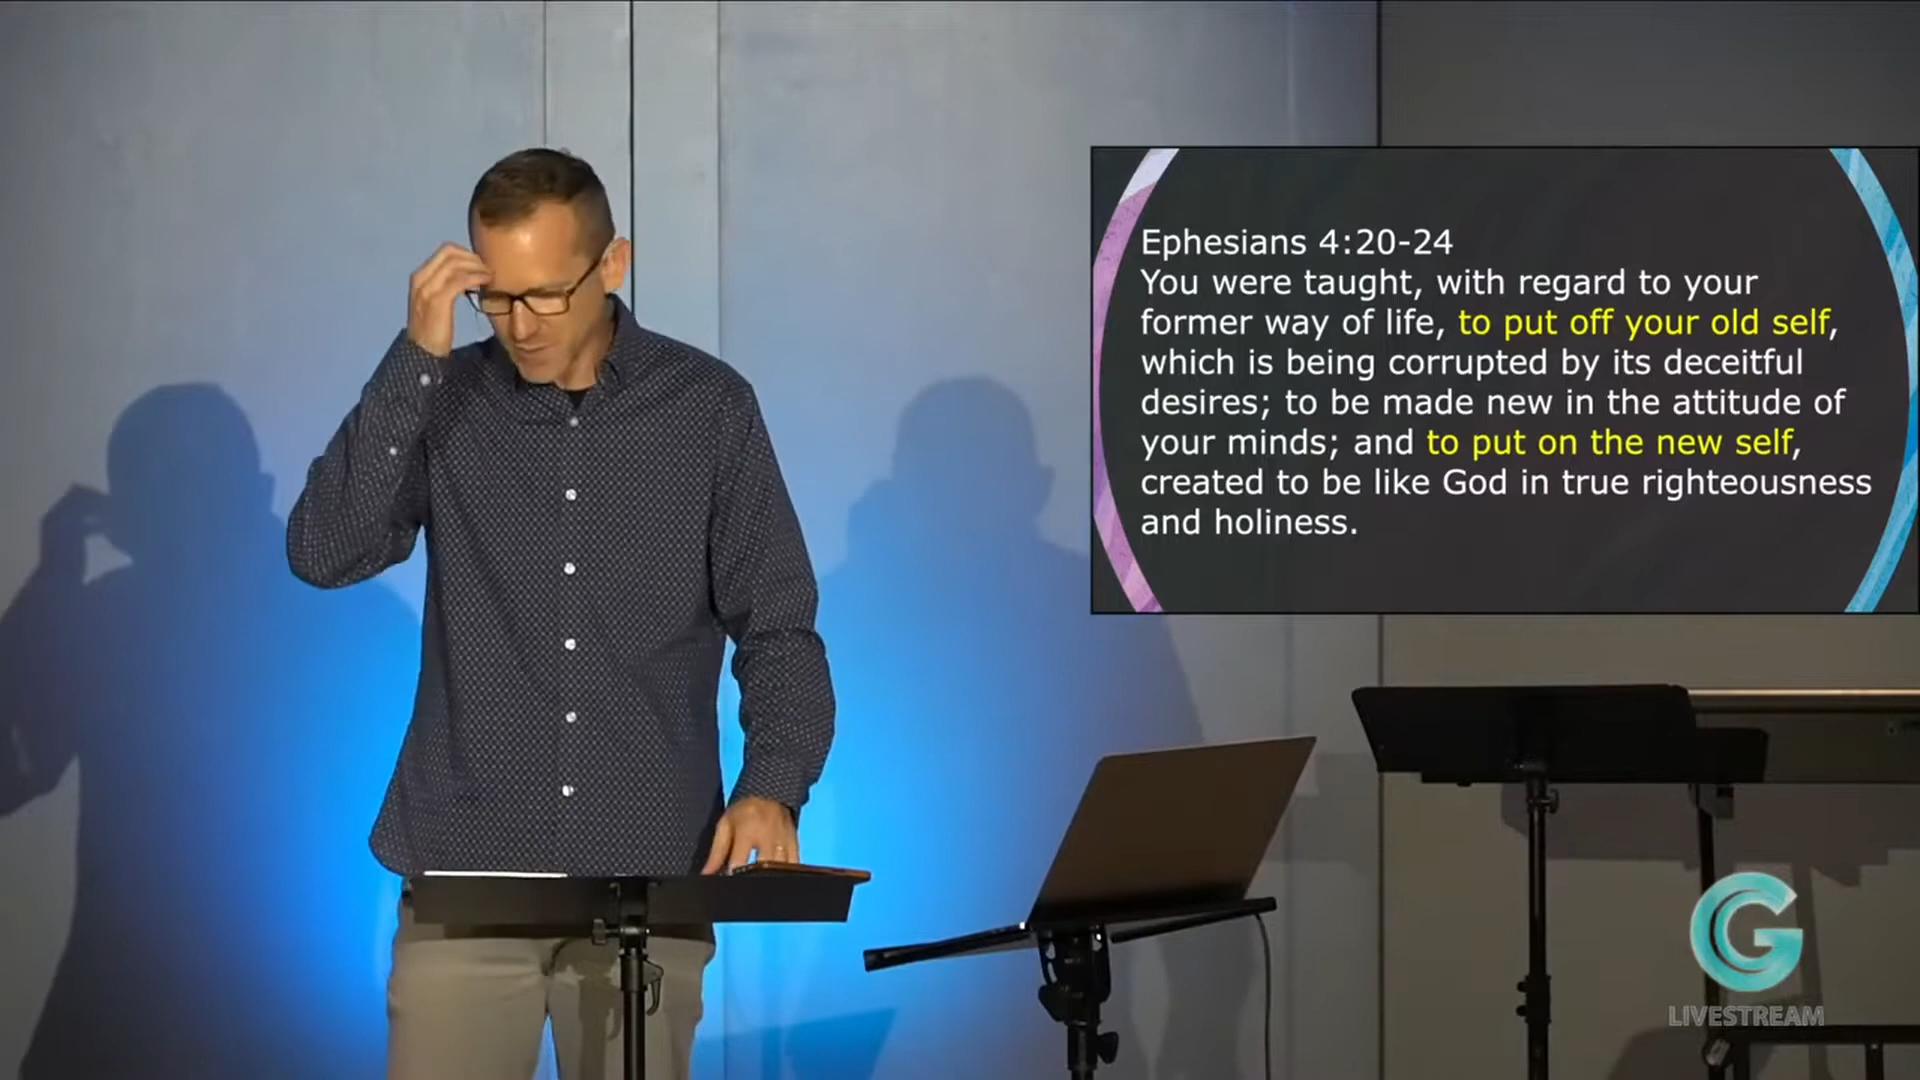 Ephesians 4:20-24
You were taught, with regard to your
former way of life, to put off your old self,
which is being corrupted by its deceitful
desires; to be made new in the attitude of
your minds; and to put on the new self,
created to be like God in true righteousness
and holiness.
G
LIVESTREAM